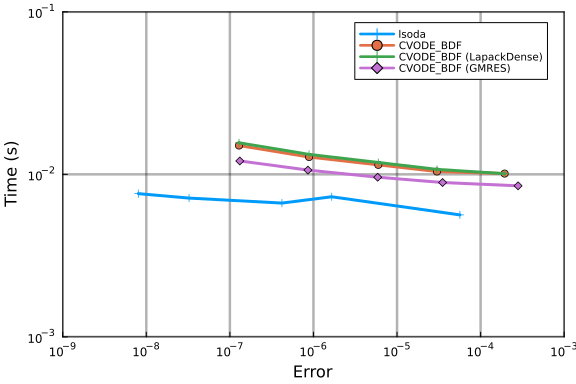 10⁻¹
lsoda
CVODE_BDF
CVODE_BDF (LapackDense)
CVODE_BDF (GMRES)
Time (s)
10⁻²
10⁻³
10⁻⁹ 10⁻⁸ 10⁻⁷ 10⁻⁶ 10⁻⁵ 10⁻⁴ 10⁻³
Error